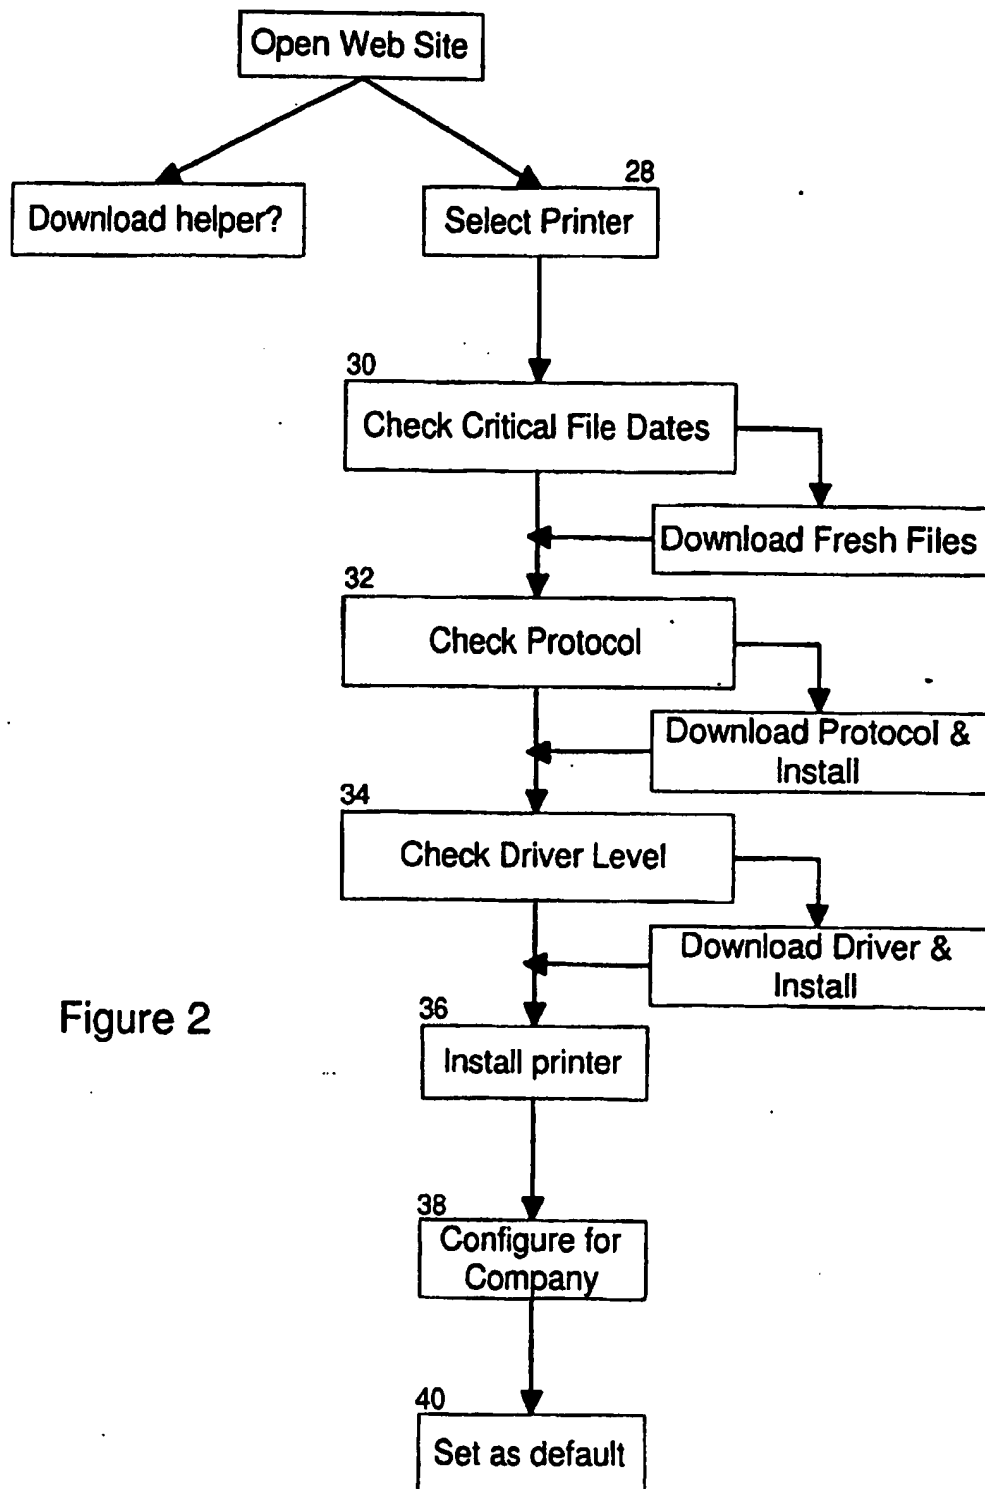 Open Web Site
Download helper?
28
Select Printer
30
Check Critical File Dates
Download Fresh Files
32
Check Protocol
Download Protocol &
Install
34
Check Driver Level
Download Driver &
Install
Figure 2
36
Install printer
38
Configure for
Company
40
Set as default